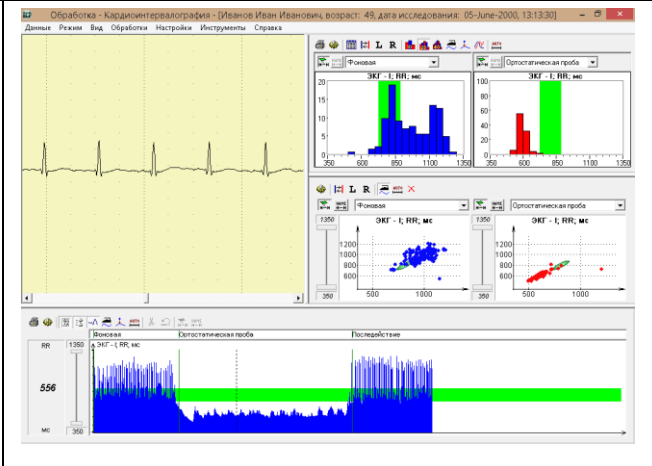 Обработка - Кардиоинтервалография - [Иванов Иван Иванович, возраст: 49, дата исследования: 05-June-2000, 13:13:30]
Данные Режим Вид Обработки Настройки Инструменты Справка
L R
Фоновая
Ортостатическая проба
ЭКГ - I; RR; мс
ЭКГ - I; RR; мс
20
15
10
5
0
350 600 850 1100 1350
100
80
60
40
20
0
350 600 850 1100 1350
L R
Фоновая
Ортостатическая проба
1350
350
ЭКГ - I; RR; мс
1200
1000
800
600
500 1000
1350
350
ЭКГ - I; RR; мс
1200
1000
800
600
500 1000
Фоновая Ортостатическая проба Последействие
RR 1350 ЭКГ - I; RR; мс
556
мс 350